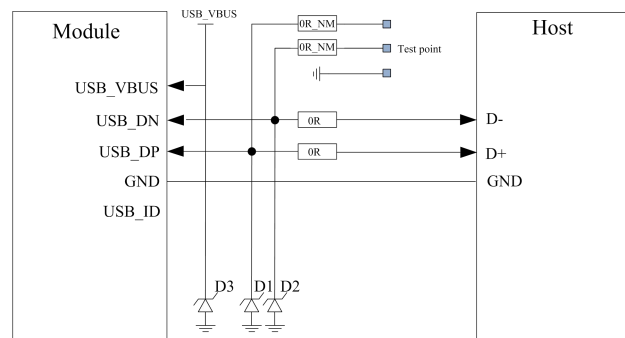 USB_VBUS
Module
0R_NM
Host
0R_NM
Test point
USB_VBUS
USB_DN
0R
D-
USB_DP
0R
D+
GND
GND
USB_ID
D3
D1
D2